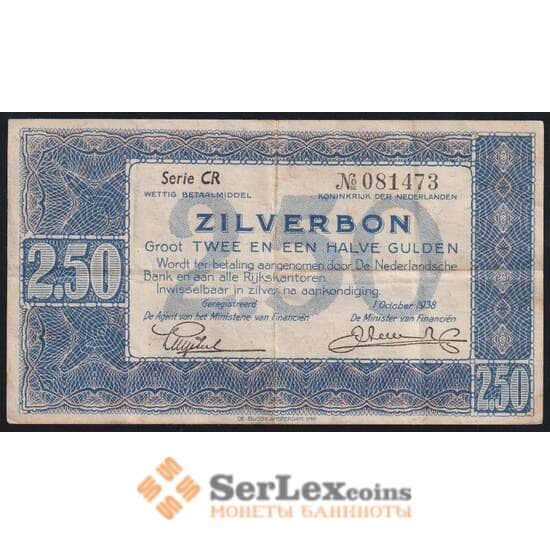 Serie CR
№ 081473
WETTIG BETAALMIDDEL
KONINKRIJK DER NEDERLANDEN
ZILVERBON
Groot TWEE EN EEN HALVE GULDEN
Wordt ter betaling aangenomen door De Nederlandsche
Bank en aan alle Rijkskantoren.
Inwisselbaar in zilver na aankondiging.
Geregistreerd
1 October 1938
De Agent van het Ministerie van Financiën
De Minister van Financiën
2.50
2.50
250
SerLexcoins
МОНЕТЫ БАНКНОТЫ